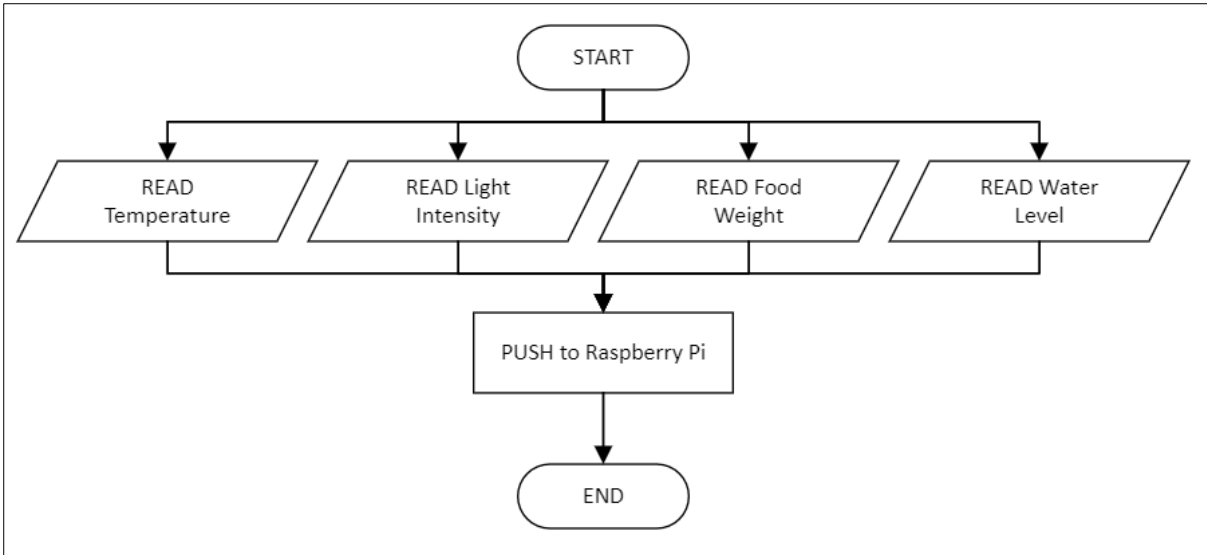 START
READ
Temperature
READ Light
Intensity
READ Food
Weight
READ Water
Level
PUSH to Raspberry Pi
END